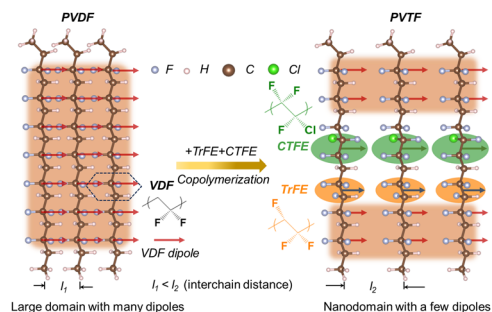 PVDF
PVTF
F H C Cl
F
F
F
Cl
CTFE
+TrFE+CTFE
Copolymerization
VDF
F
F
VDF dipole
TrFE
F
F
F
l1
l1 < l2 (interchain distance)
l2
Large domain with many dipoles
Nanodomain with a few dipoles